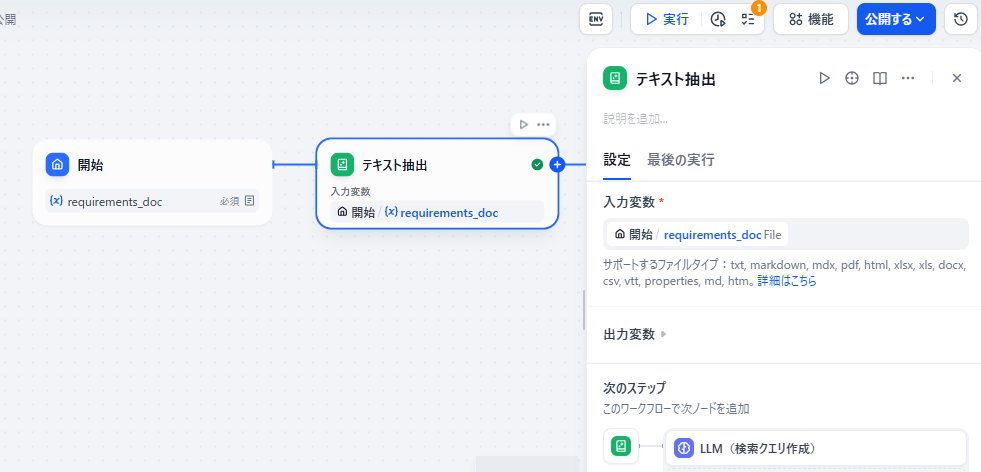 公開
ENV
実行
1
機能
公開する
開始
requirements_doc
必須
テキスト抽出
入力変数
開始 / (x) requirements_doc
テキスト抽出
説明を追加...
設定
最後の実行
入力変数 *
開始 / requirements_doc File
サポートするファイルタイプ：txt, markdown, mdx, pdf, html, xlsx, xls, docx,
csv, vtt, properties, md, htm。詳細はこちら
出力変数
次のステップ
このワークフローで次ノードを追加
LLM（検索クエリ作成）